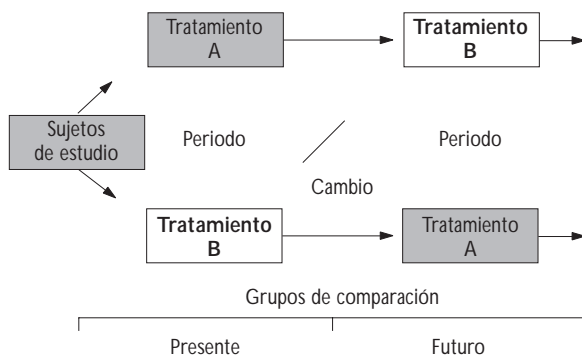 Tratamiento
A
Tratamiento
B
Sujetos
de estudio
Periodo
Periodo
Cambio
Tratamiento
B
Tratamiento
A
Grupos de comparación
Presente
Futuro